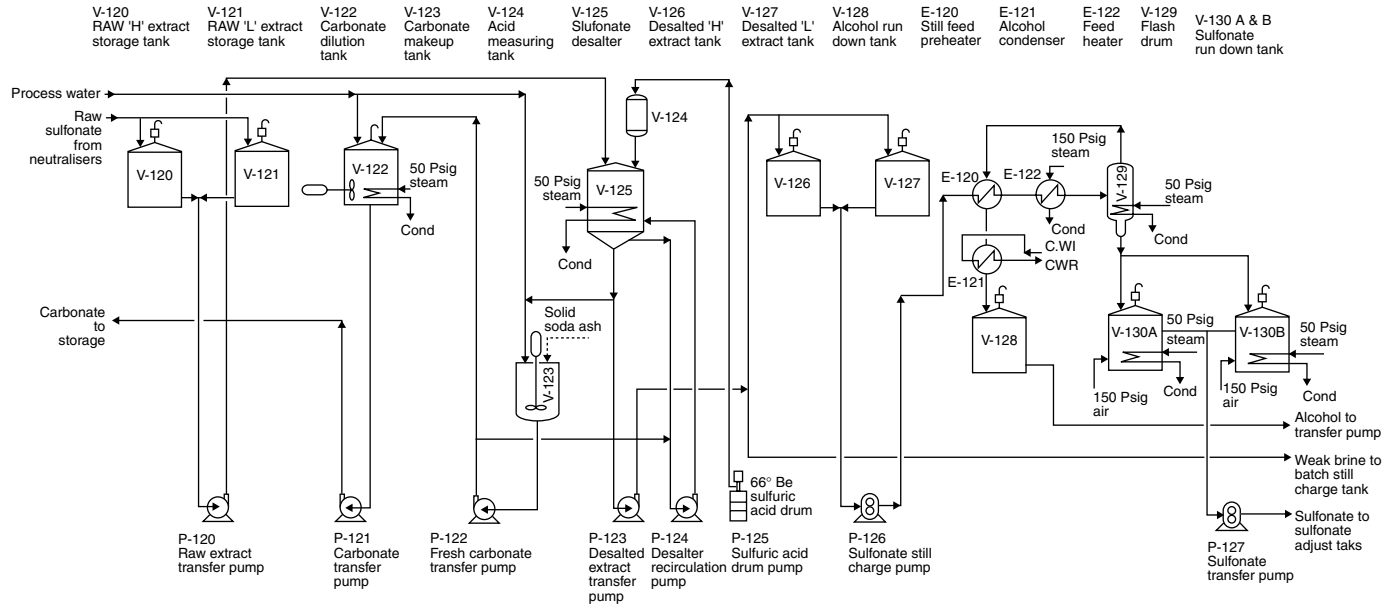 V-120
RAW 'H' extract
storage tank
V-121
RAW 'L' extract
storage tank
V-122
Carbonate
dilution
tank
V-123
Carbonate
makeup
tank
V-124
Acid
measuring
tank
V-125
Slufonate
desalter
V-126
Desalted 'H'
extract tank
V-127
Desalted 'L'
extract tank
V-128
Alcohol run
down tank
E-120
Still feed
preheater
E-121
Alcohol
condenser
E-122
Feed
heater
V-129
Flash
drum
V-130 A & B
Sulfonate
run down tank
Process water
Raw
sulfonate
from
neutralisers
V-120
V-121
V-122
50 Psig
steam
Cond
V-124
50 Psig
steam
V-125
Cond
V-126
V-127
E-120
E-122
150 Psig
steam
Cond
C.WI
CWR
E-121
V-129
50 Psig
steam
Cond
Carbonate
to
storage
Solid
soda ash
V-123
V-128
V-130A
50 Psig
steam
150 Psig
air
Cond
V-130B
50 Psig
steam
150 Psig
air
Cond
Alcohol to
transfer pump
Weak brine to
batch still
charge tank
Sulfonate to
sulfonate
adjust taks
66° Be
sulfuric
acid drum
P-120
Raw extract
transfer pump
P-121
Carbonate
transfer
pump
P-122
Fresh carbonate
transfer pump
P-123
Desalted
extract
transfer
pump
P-124
Desalter
recirculation
pump
P-125
Sulfuric acid
drum pump
P-126
Sulfonate still
charge pump
P-127
Sulfonate
transfer pump